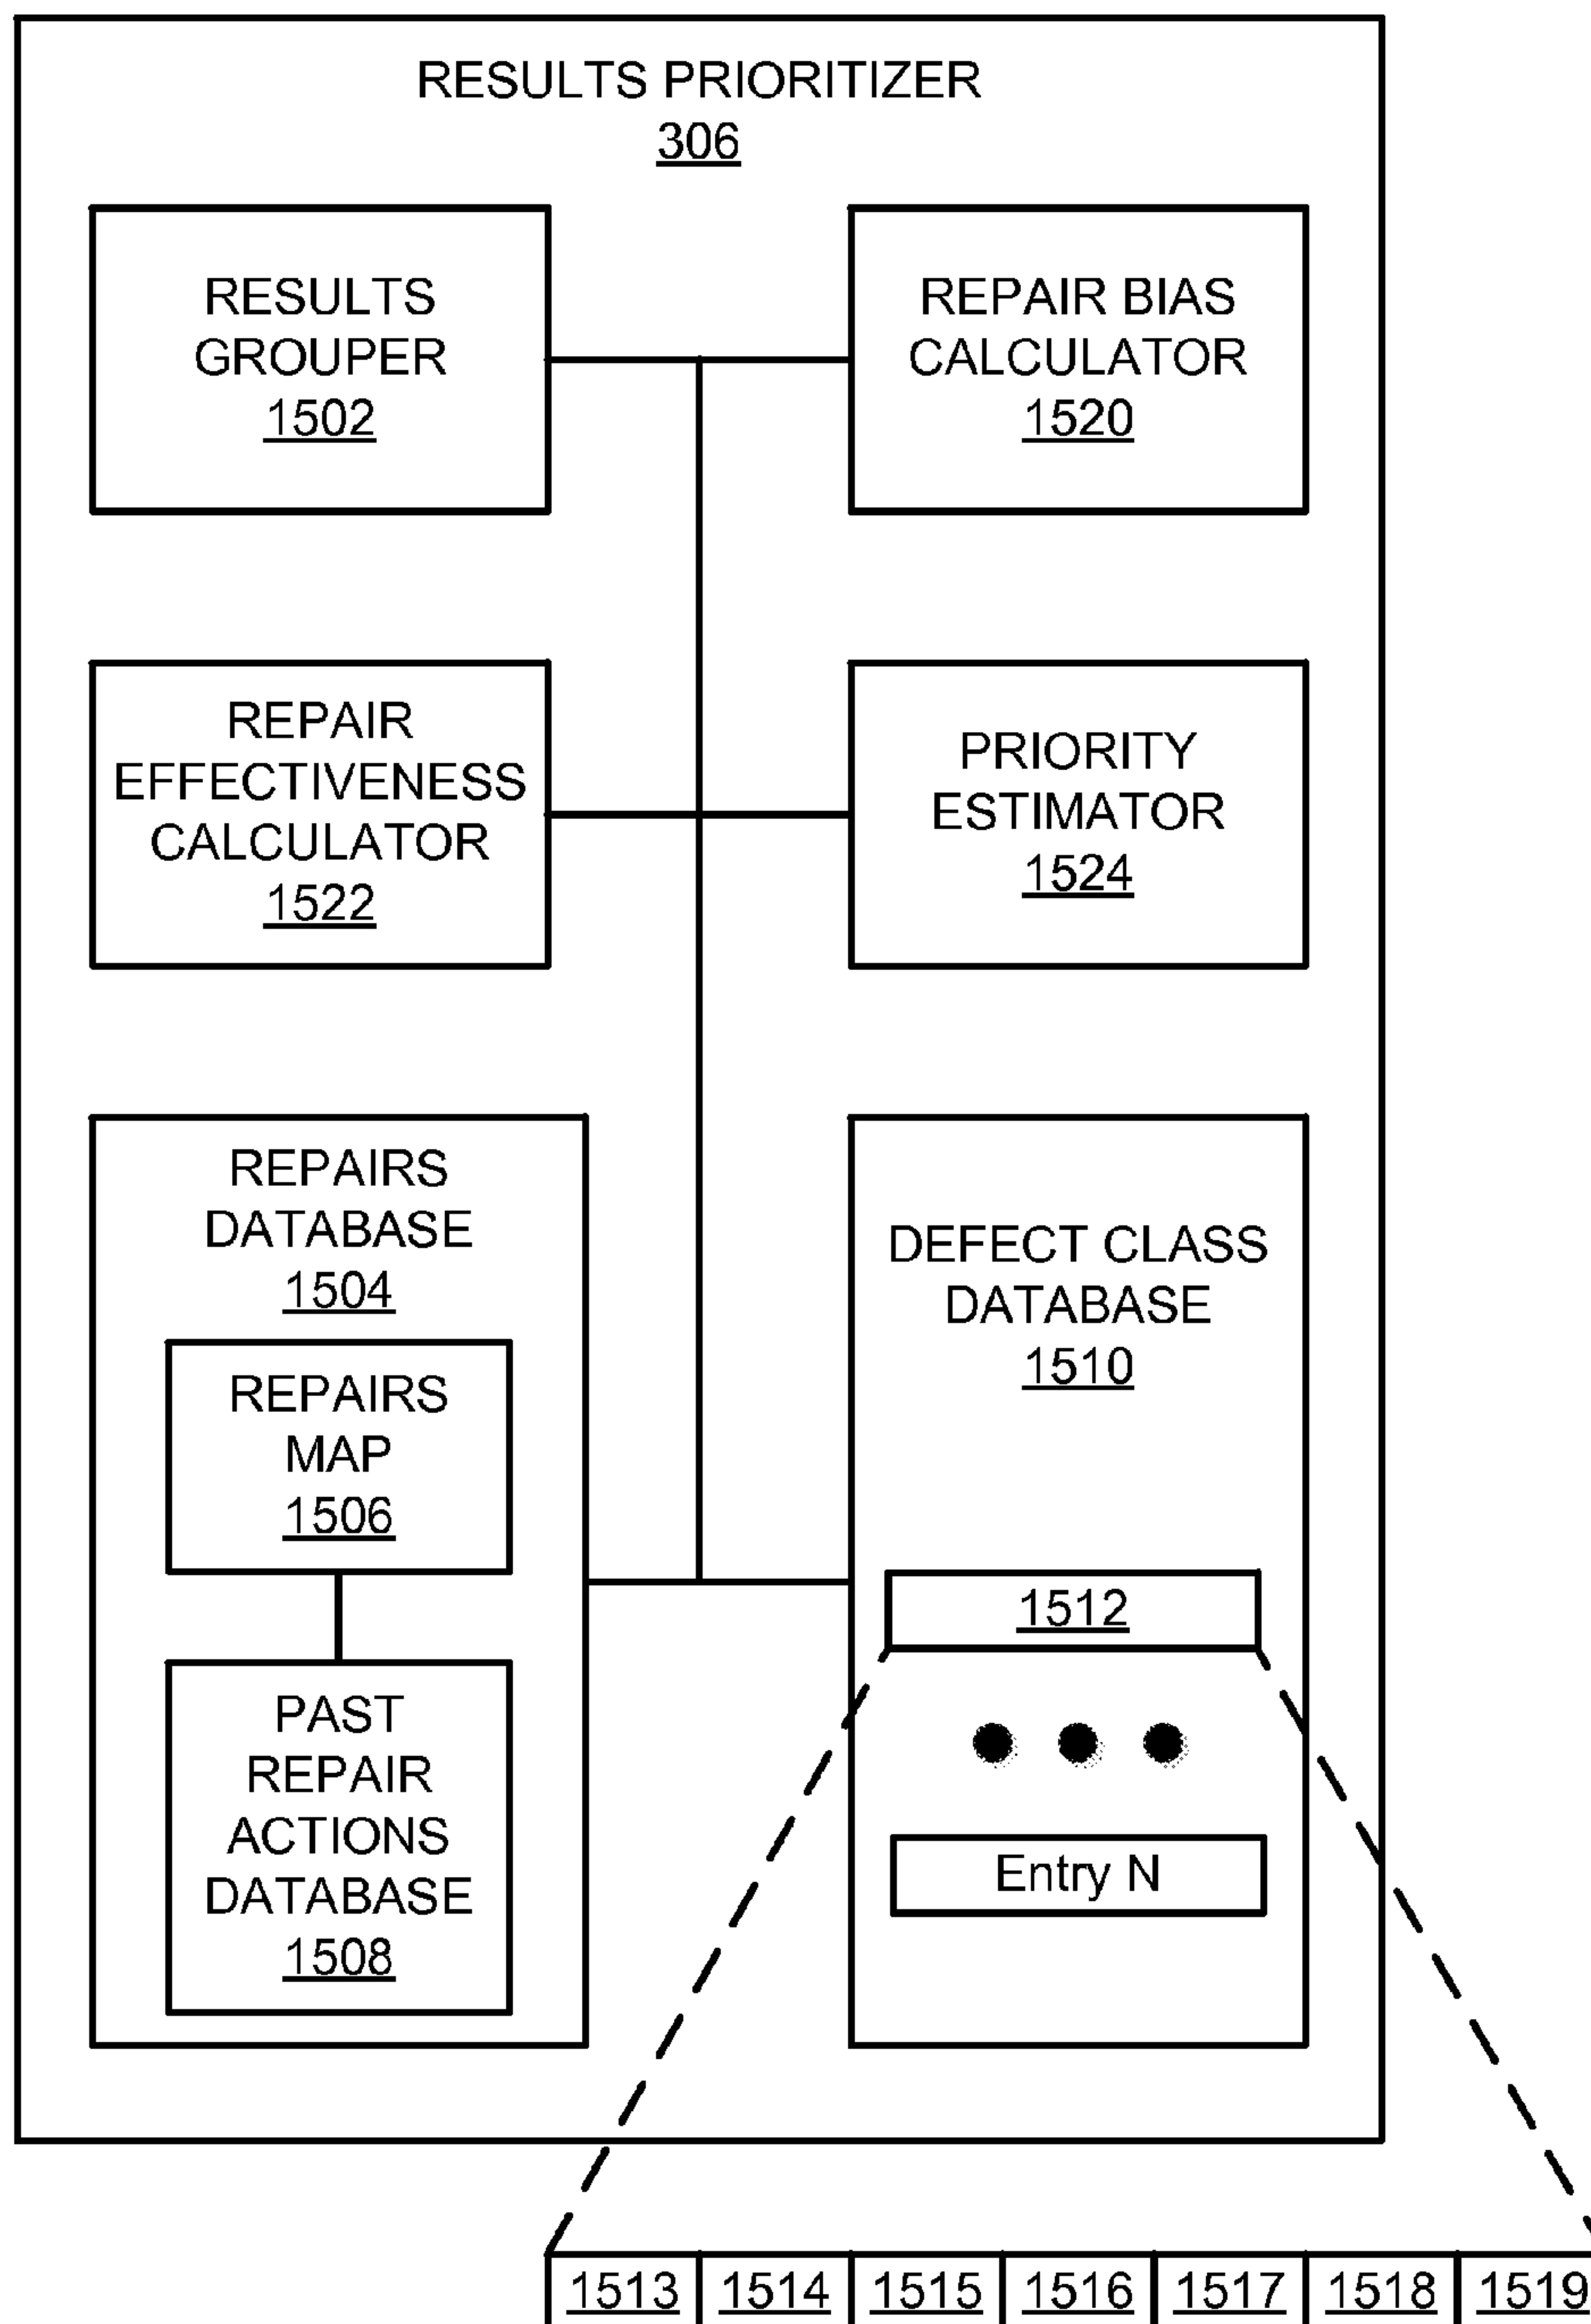 RESULTS PRIORITIZER
306
RESULTS
GROUPER
1502
REPAIR BIAS
CALCULATOR
1520
REPAIR
EFFECTIVENESS
CALCULATOR
1522
PRIORITY
ESTIMATOR
1524
REPAIRS
DATABASE
1504
REPAIRS
MAP
1506
PAST
REPAIR
ACTIONS
DATABASE
1508
DEFECT CLASS
DATABASE
1510
1512
Entry N
1513 1514 1515 1516 1517 1518 1519